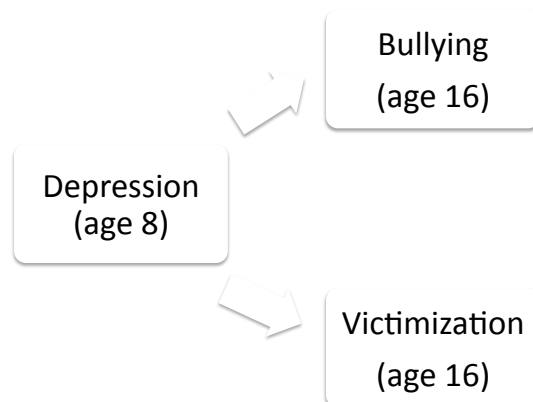 Bullying
(age 16)
Depression
(age 8)
Victimization
(age 16)